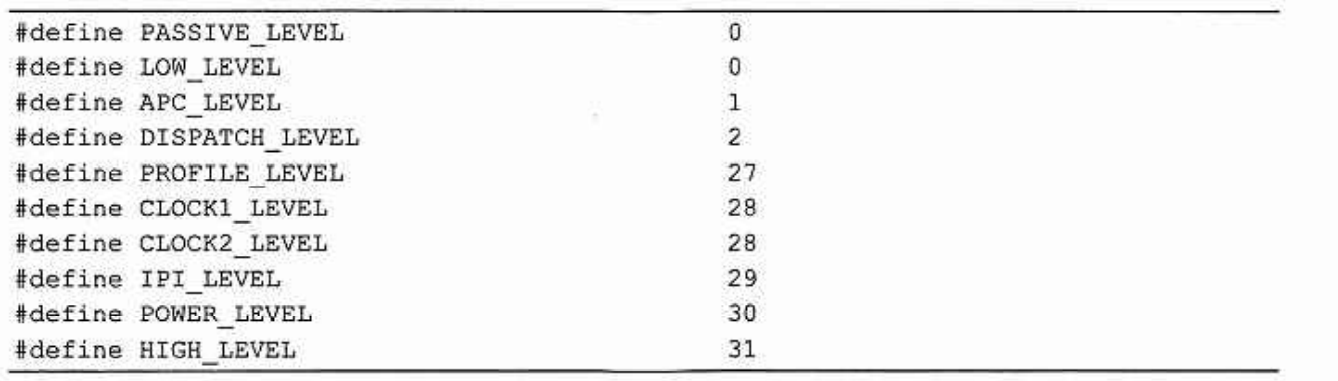 #define PASSIVE_LEVEL 0
#define LOW_LEVEL 0
#define APC_LEVEL 1
#define DISPATCH_LEVEL 2
#define PROFILE_LEVEL 27
#define CLOCK1_LEVEL 28
#define CLOCK2_LEVEL 28
#define IPI_LEVEL 29
#define POWER_LEVEL 30
#define HIGH_LEVEL 31